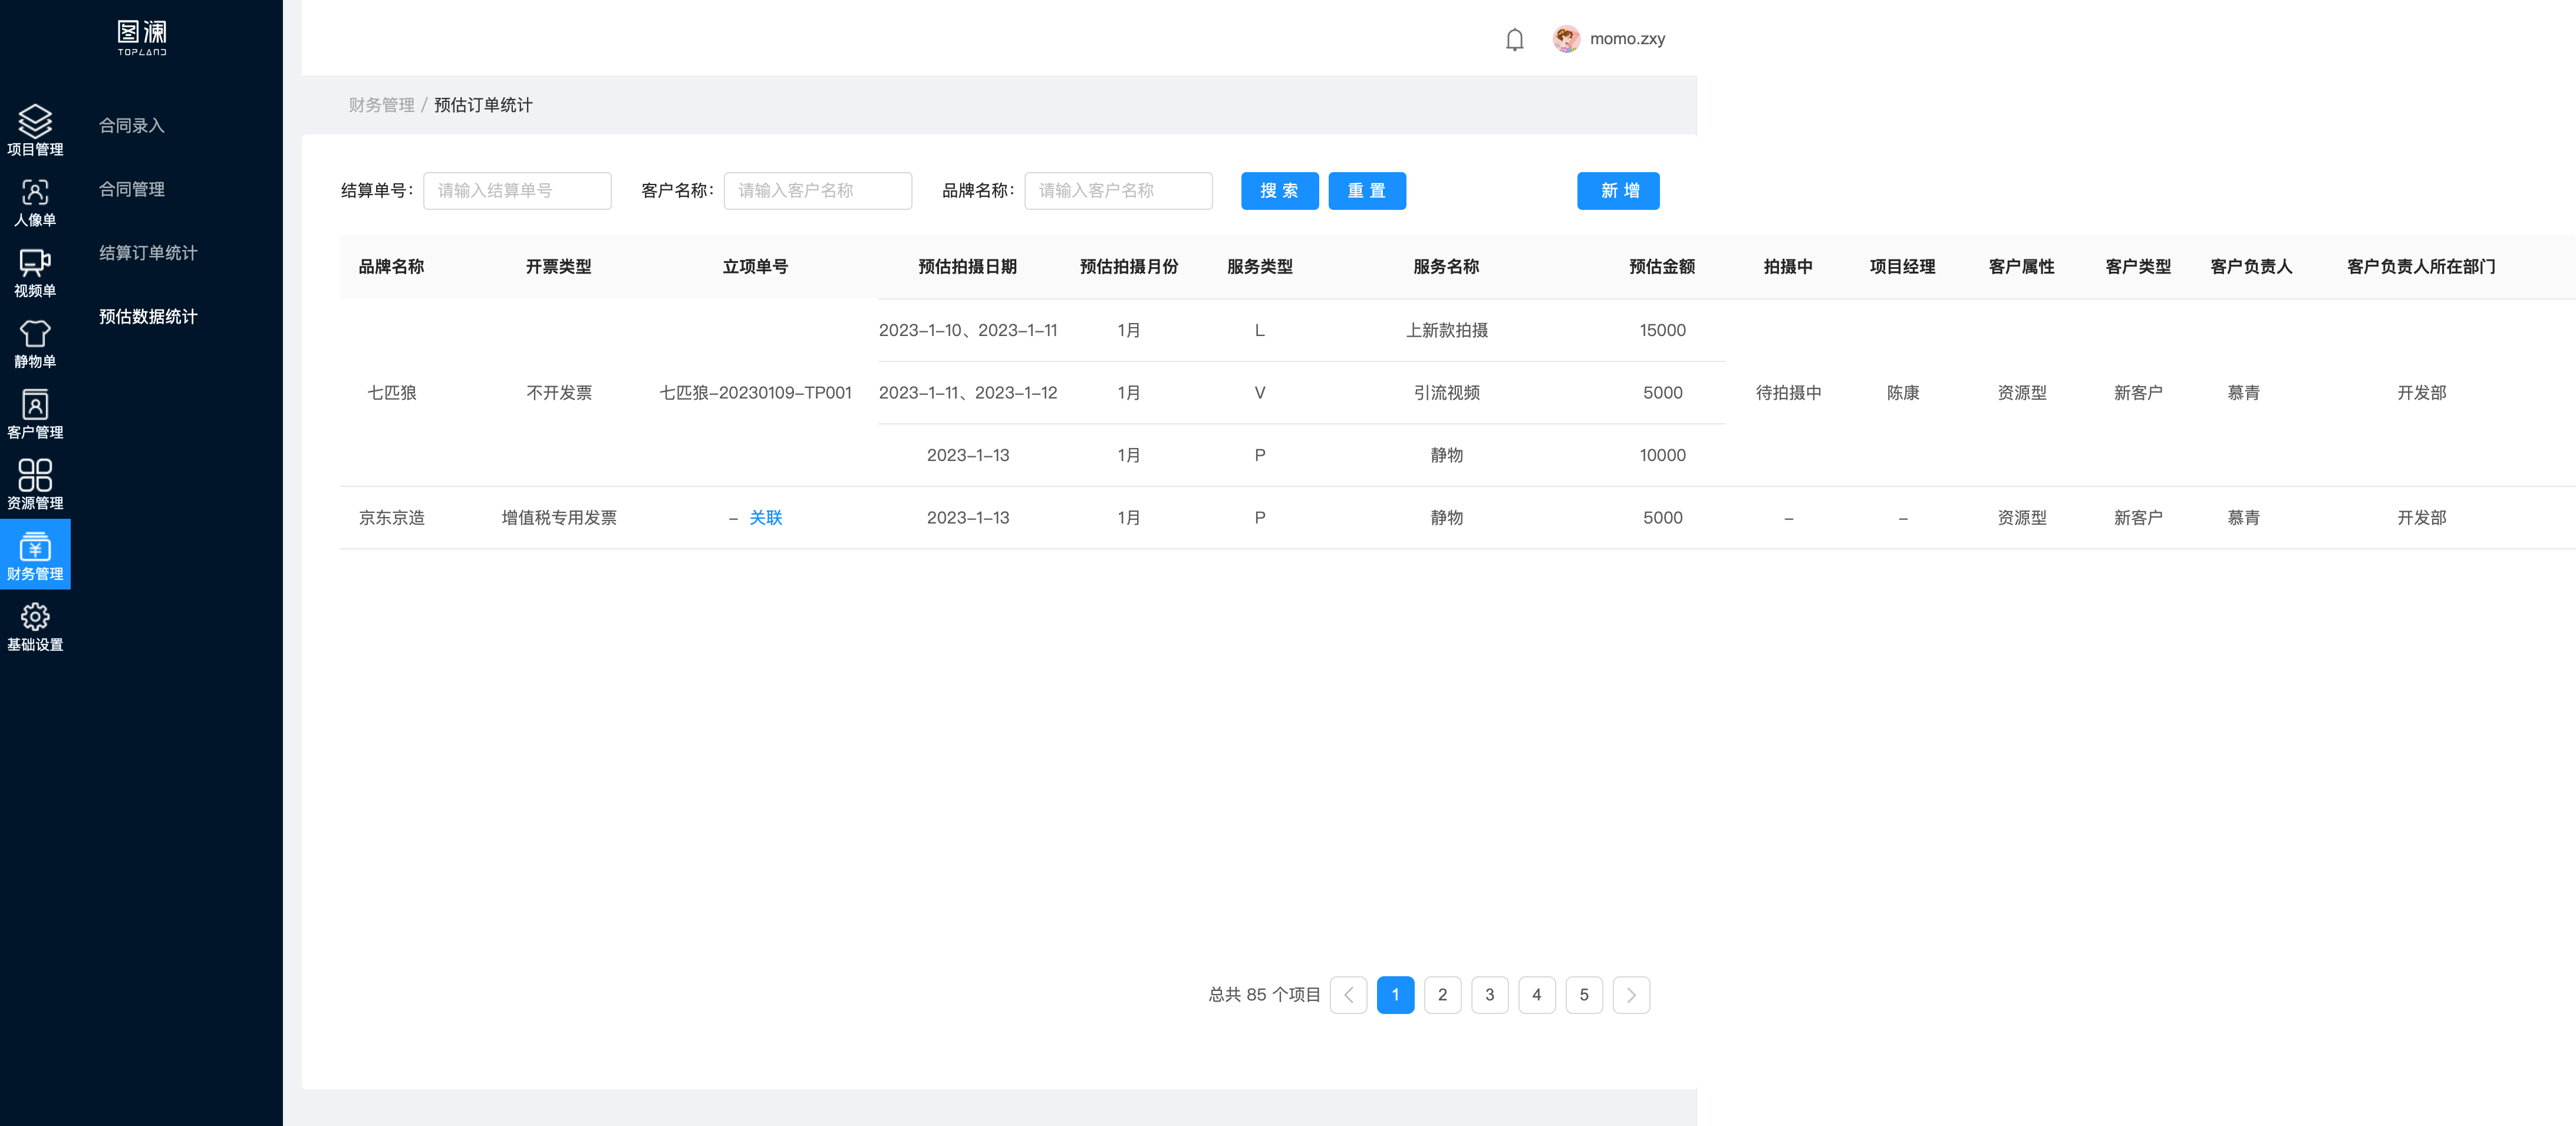 图澜
TOPLAND
momo.zxy
项目管理
人像单
视频单
静物单
客户管理
资源管理
财务管理
基础设置
合同录入
合同管理
结算订单统计
预估数据统计
财务管理 / 预估订单统计
结算单号： 请输入结算单号 客户名称： 请输入客户名称 品牌名称： 请输入客户名称 搜 索 重 置 新 增
品牌名称 开票类型 立项单号 预估拍摄日期 预估拍摄月份 服务类型 服务名称 预估金额 拍摄中 项目经理 客户属性 客户类型 客户负责人 客户负责人所在部门
2023-1-10、2023-1-11 1月 L 上新款拍摄 15000
七匹狼 不开发票 七匹狼-20230109-TP001 2023-1-11、2023-1-12 1月 V 引流视频 5000 待拍摄中 陈康 资源型 新客户 慕青 开发部
2023-1-13 1月 P 静物 10000
京东京造 增值税专用发票 - 关联 2023-1-13 1月 P 静物 5000 - - 资源型 新客户 慕青 开发部
总共 85 个项目 1 2 3 4 5